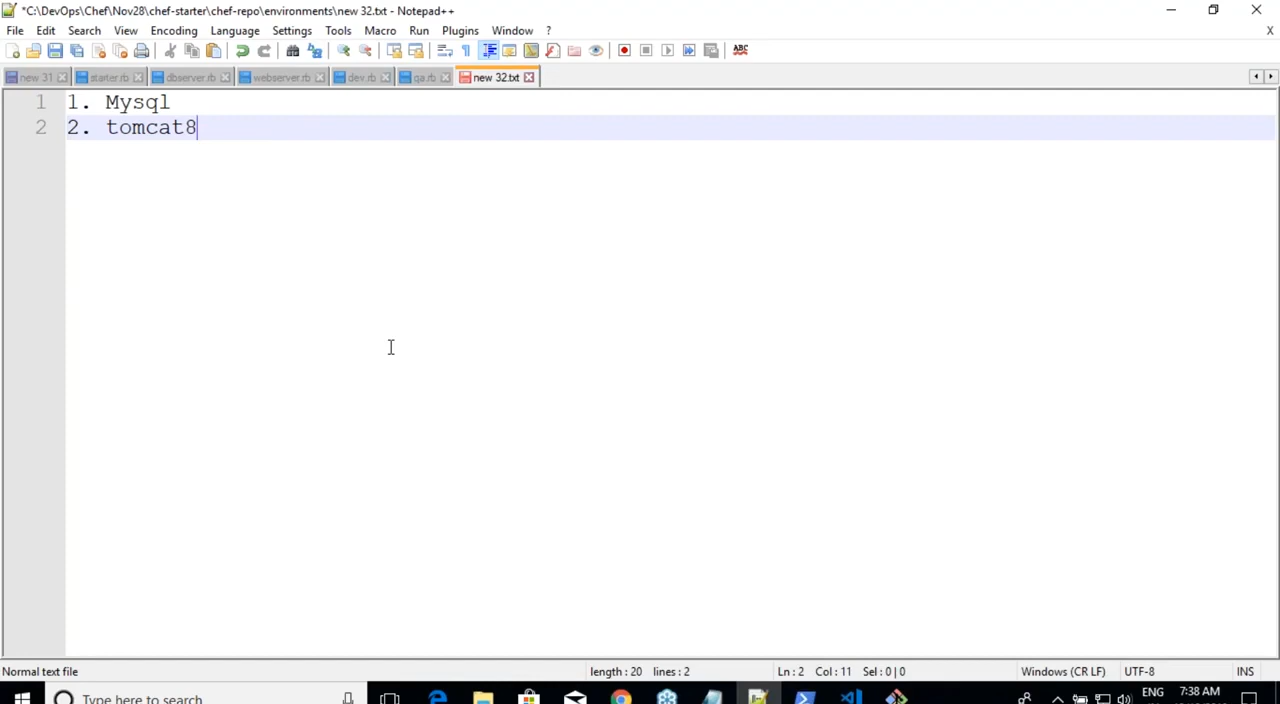 *C:\DevOps\Chef\Nov28\chef-starter\chef-repo\environments\new 32.txt - Notepad++
File Edit Search View Encoding Language Settings Tools Macro Run Plugins Window ? X
new 31 starter.rb dbserver.rb webserver.rb dev.rb qa.rb new 32.txt
1 1. Mysql
2 2. tomcat8
Normal text file length : 20 lines : 2 Ln : 2 Col : 11 Sel : 0 | 0 Windows (CR LF) UTF-8 INS
Type here to search ENG 7:38 AM